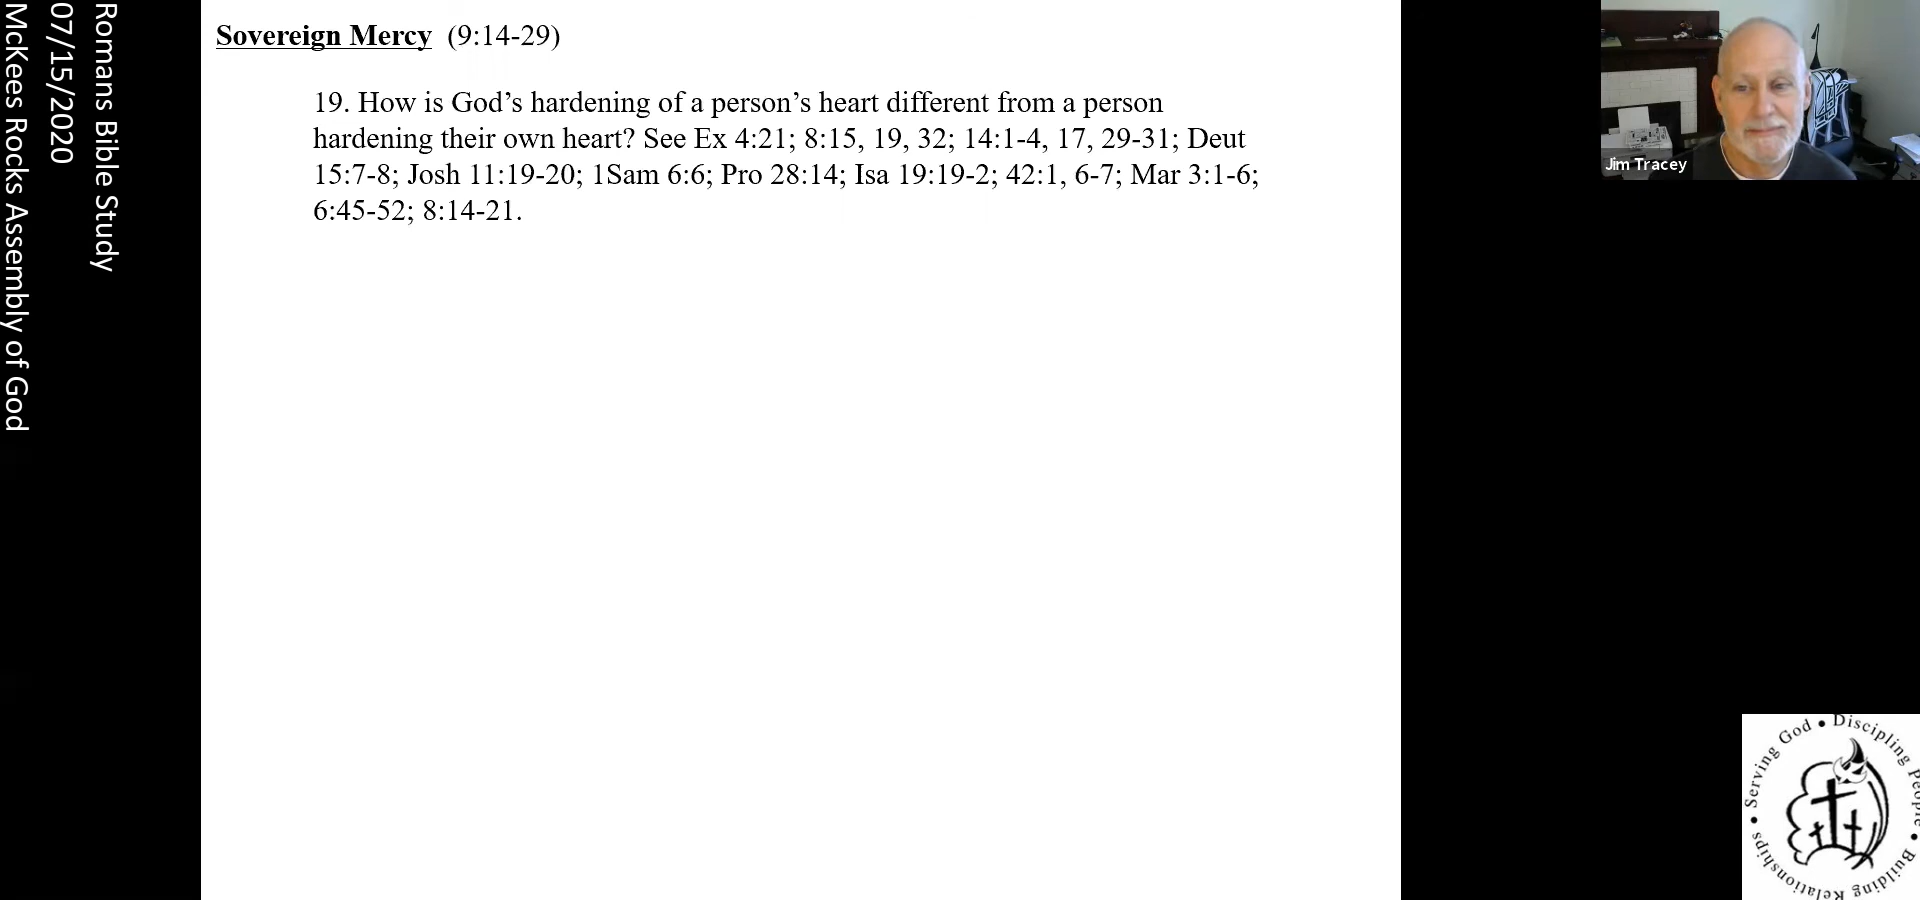 Sovereign Mercy (9:14-29)
19. How is God’s hardening of a person’s heart different from a person
hardening their own heart? See Ex 4:21; 8:15, 19, 32; 14:1-4, 17, 29-31; Deut
15:7-8; Josh 11:19-20; 1Sam 6:6; Pro 28:14; Isa 19:19-2; 42:1, 6-7; Mar 3:1-6;
6:45-52; 8:14-21.
Romans Bible Study
07/15/2020
McKees Rocks Assembly of God
Jim Tracey
Serving God • Discipling People • Building Relationships •